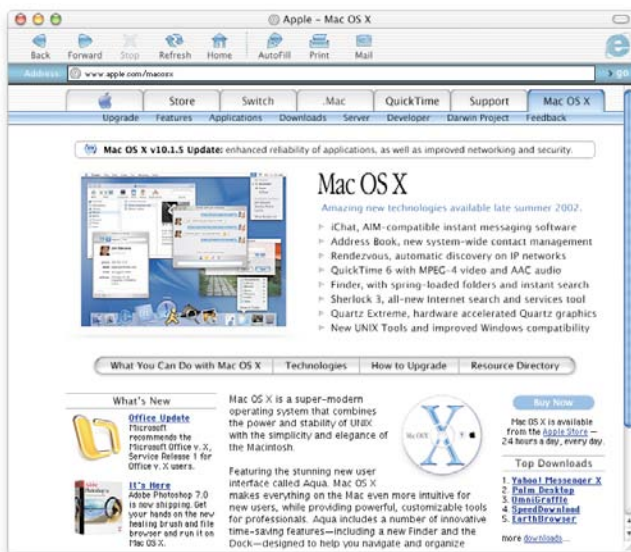 Apple – Mac OS X
Back Forward Stop Refresh Home AutoFill Print Mail
Address www.apple.com/macosx go
Store Switch .Mac QuickTime Support Mac OS X
Upgrade Features Applications Downloads Server Developer Darwin Project Feedback
Mac OS X v10.1.5 Update: enhanced reliability of applications, as well as improved networking and security.
Mac OS X
Amazing new technologies available late summer 2002.
iChat, AIM-compatible instant messaging software
Address Book, new system-wide contact management
Rendezvous, automatic discovery on IP networks
QuickTime 6 with MPEG-4 video and AAC audio
Finder, with spring-loaded folders and instant search
Sherlock 3, all-new Internet search and services tool
Quartz Extreme, hardware accelerated Quartz graphics
New UNIX Tools and improved Windows compatibility
What You Can Do with Mac OS X Technologies How to Upgrade Resource Directory
What's New
Office Update
Microsoft
recommends the
Microsoft Office v. X,
Service Release 1 for
Office v. X users.
It's Here
Adobe Photoshop 7.0
is now shipping. Get
your hands on the new
healing brush and file
browser and run it on
Mac OS X.
Mac OS X is a super-modern
operating system that combines
the power and stability of UNIX
with the simplicity and elegance of
the Macintosh.
Featuring the stunning new user
interface called Aqua. Mac OS X
makes everything on the Mac even more intuitive for
new users, while providing powerful, customizable tools
for professionals. Aqua includes a number of innovative
time-saving features—including a new Finder and the
Dock—designed to help you navigate and organize
Mac OS X
X
Buy Now
Mac OS X is available
from the Apple Store —
24 hours a day, every day.
Top Downloads
1. Yahoo! Messenger X
2. Palm Desktop
3. OmniGraffle
4. SpeedDownload
5. EarthBrowser
more downloads...